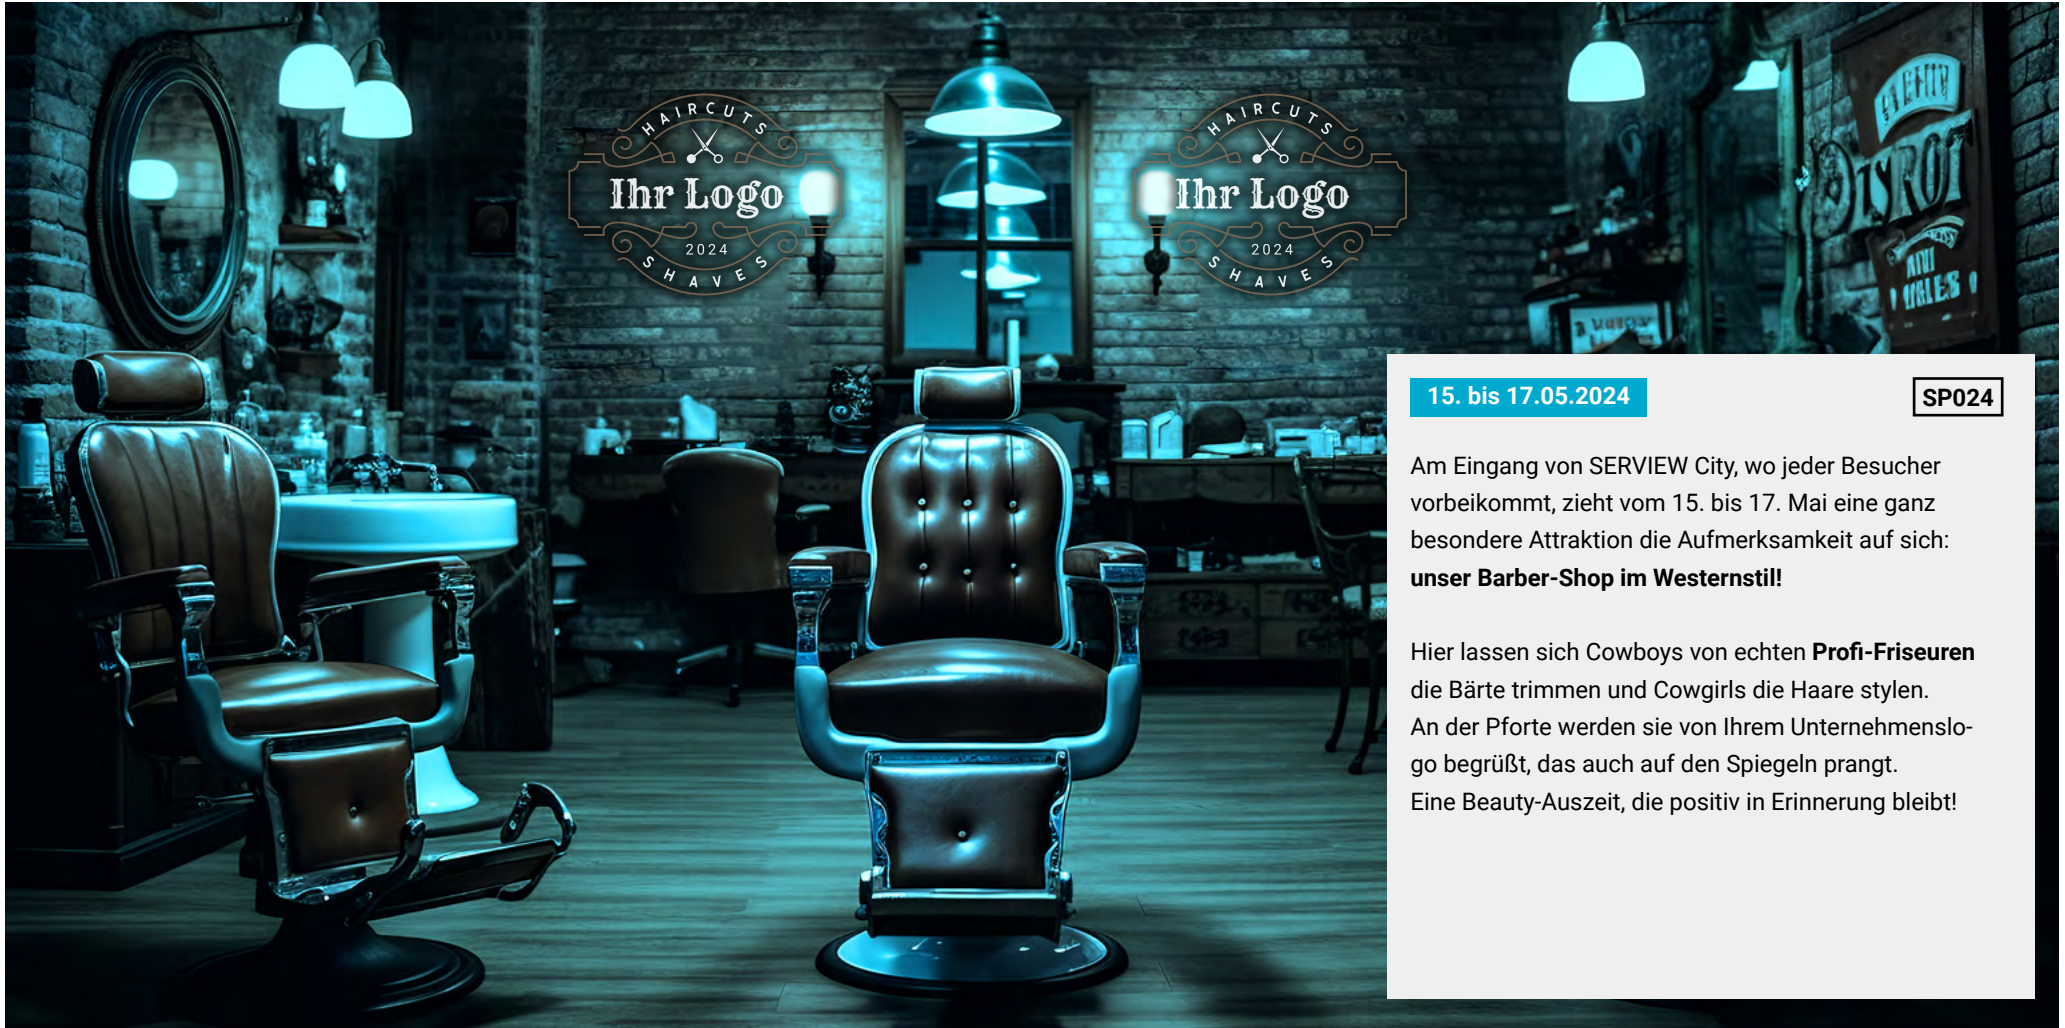 HAIRCUTS
Ihr Logo
2024
SHAVES
HAIRCUTS
Ihr Logo
2024
SHAVES
15. bis 17.05.2024
SP024
Am Eingang von SERVIEW City, wo jeder Besucher
vorbeikommt, zieht vom 15. bis 17. Mai eine ganz
besondere Attraktion die Aufmerksamkeit auf sich:
unser Barber-Shop im Westernstil!
Hier lassen sich Cowboys von echten Profi-Friseuren
die Bärte trimmen und Cowgirls die Haare stylen.
An der Pforte werden sie von Ihrem Unternehmenslo-
go begrüßt, das auch auf den Spiegeln prangt.
Eine Beauty-Auszeit, die positiv in Erinnerung bleibt!